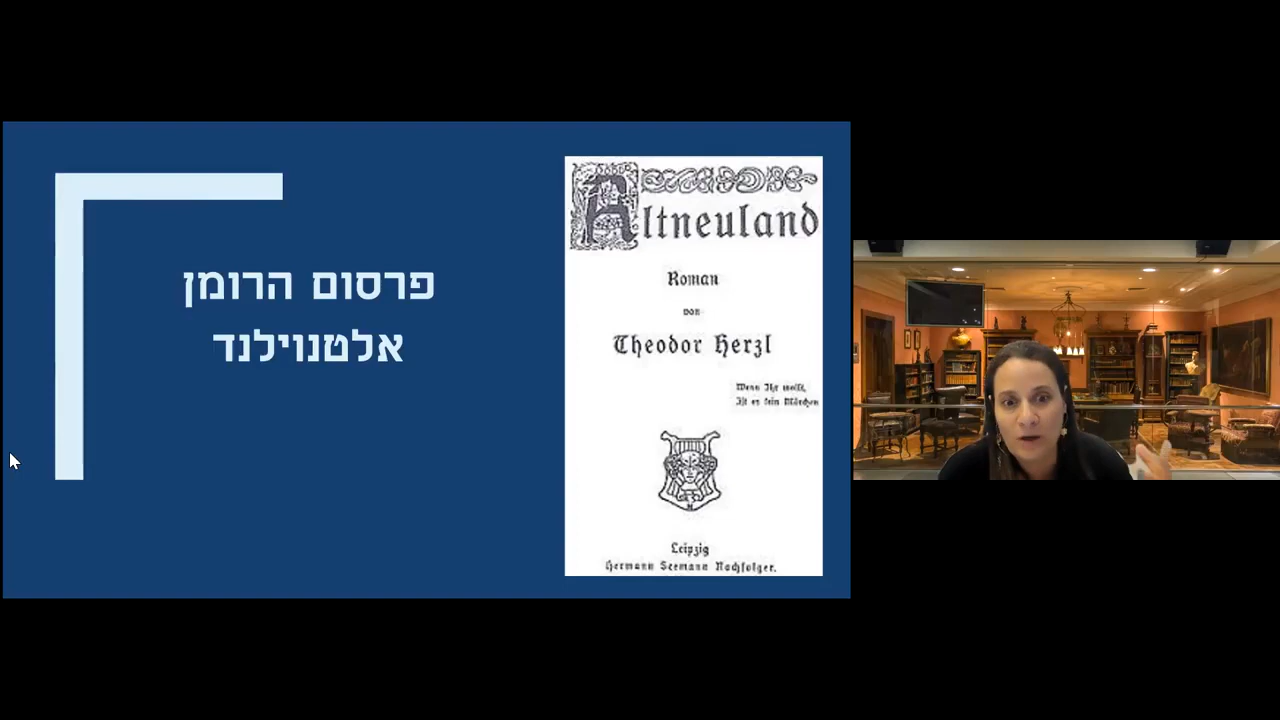 פרסום הרומן
אלטנוילנד
Altneuland
Roman
von
Theodor Herzl
Wenn Ihr wollt,
Ist es kein Märchen
Leipzig
Hermann Seemann Nachfolger.